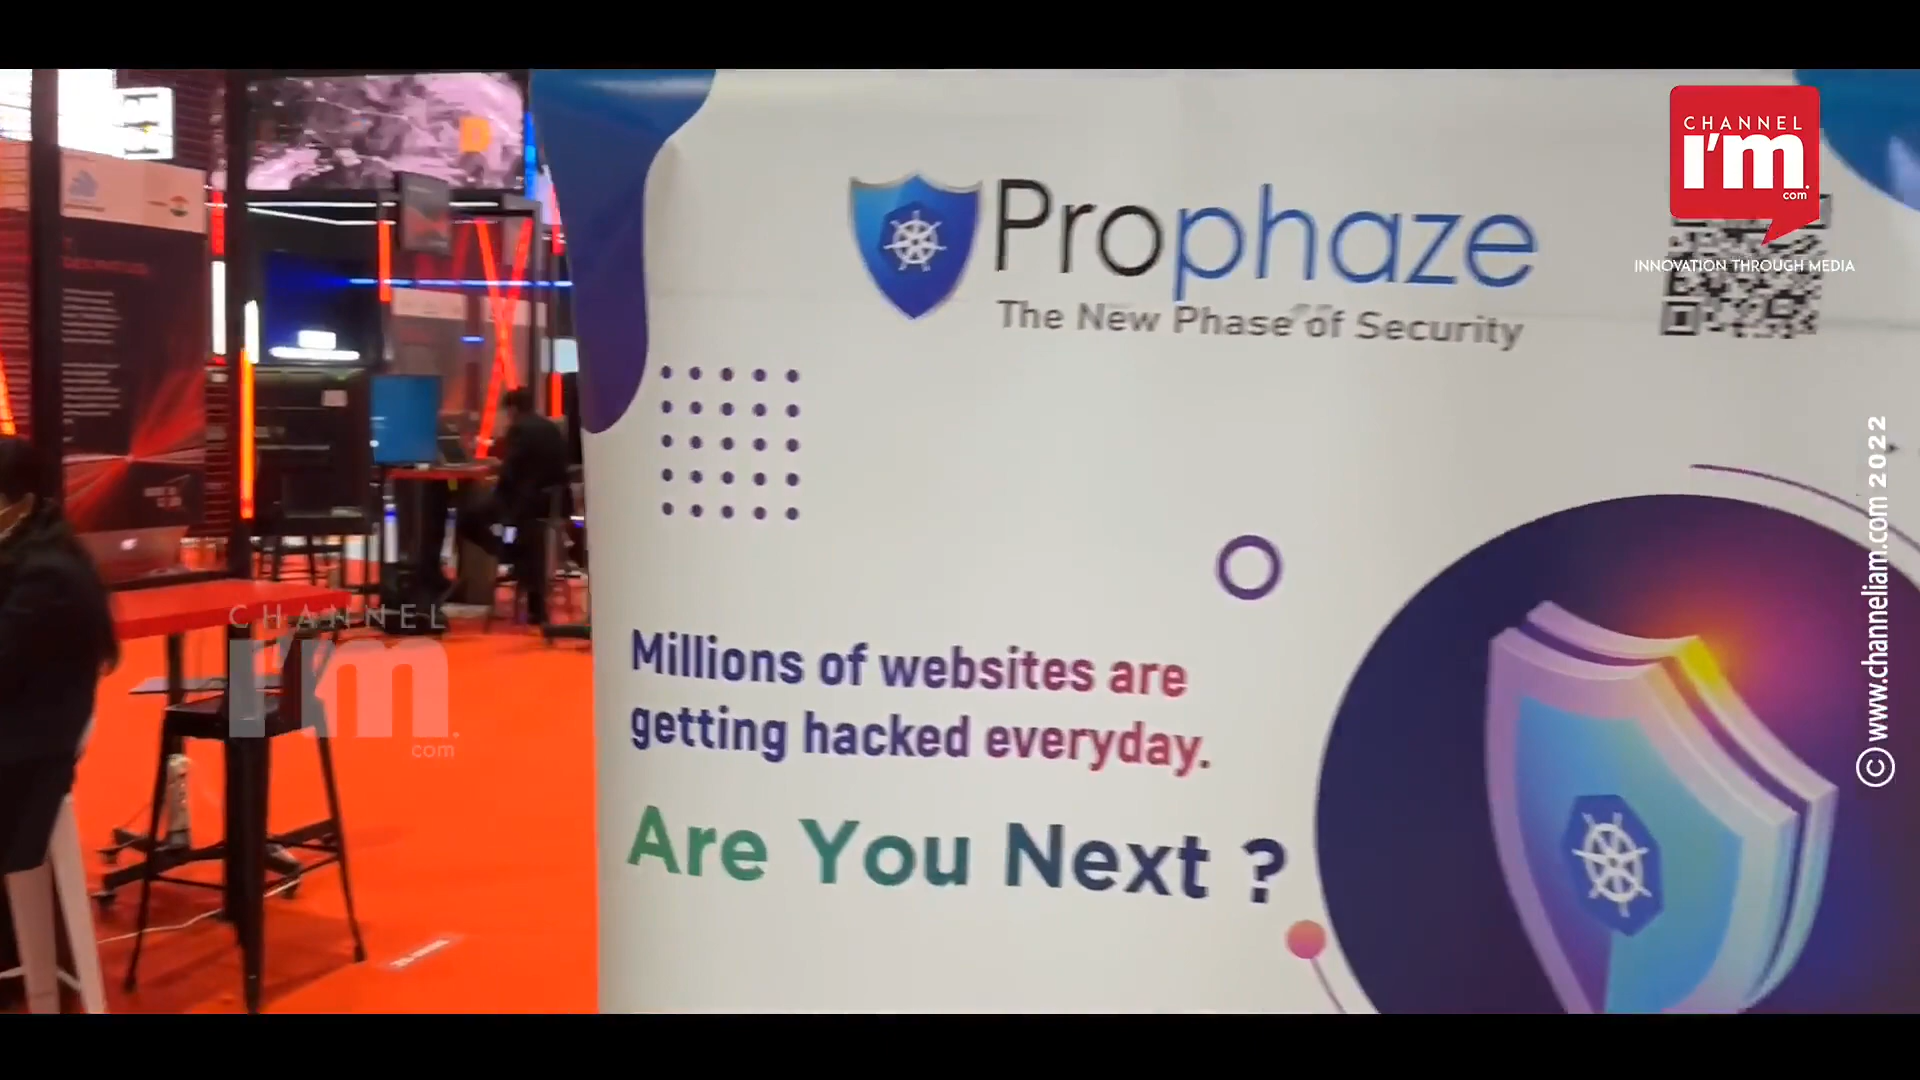 CHANNEL
I'm
.com
INNOVATION THROUGH MEDIA
Prophaze
The New Phase of Security
Millions of websites are
getting hacked everyday.
Are You Next ?
CHANNEL
I'm
.com
© www.channeliam.com 2022